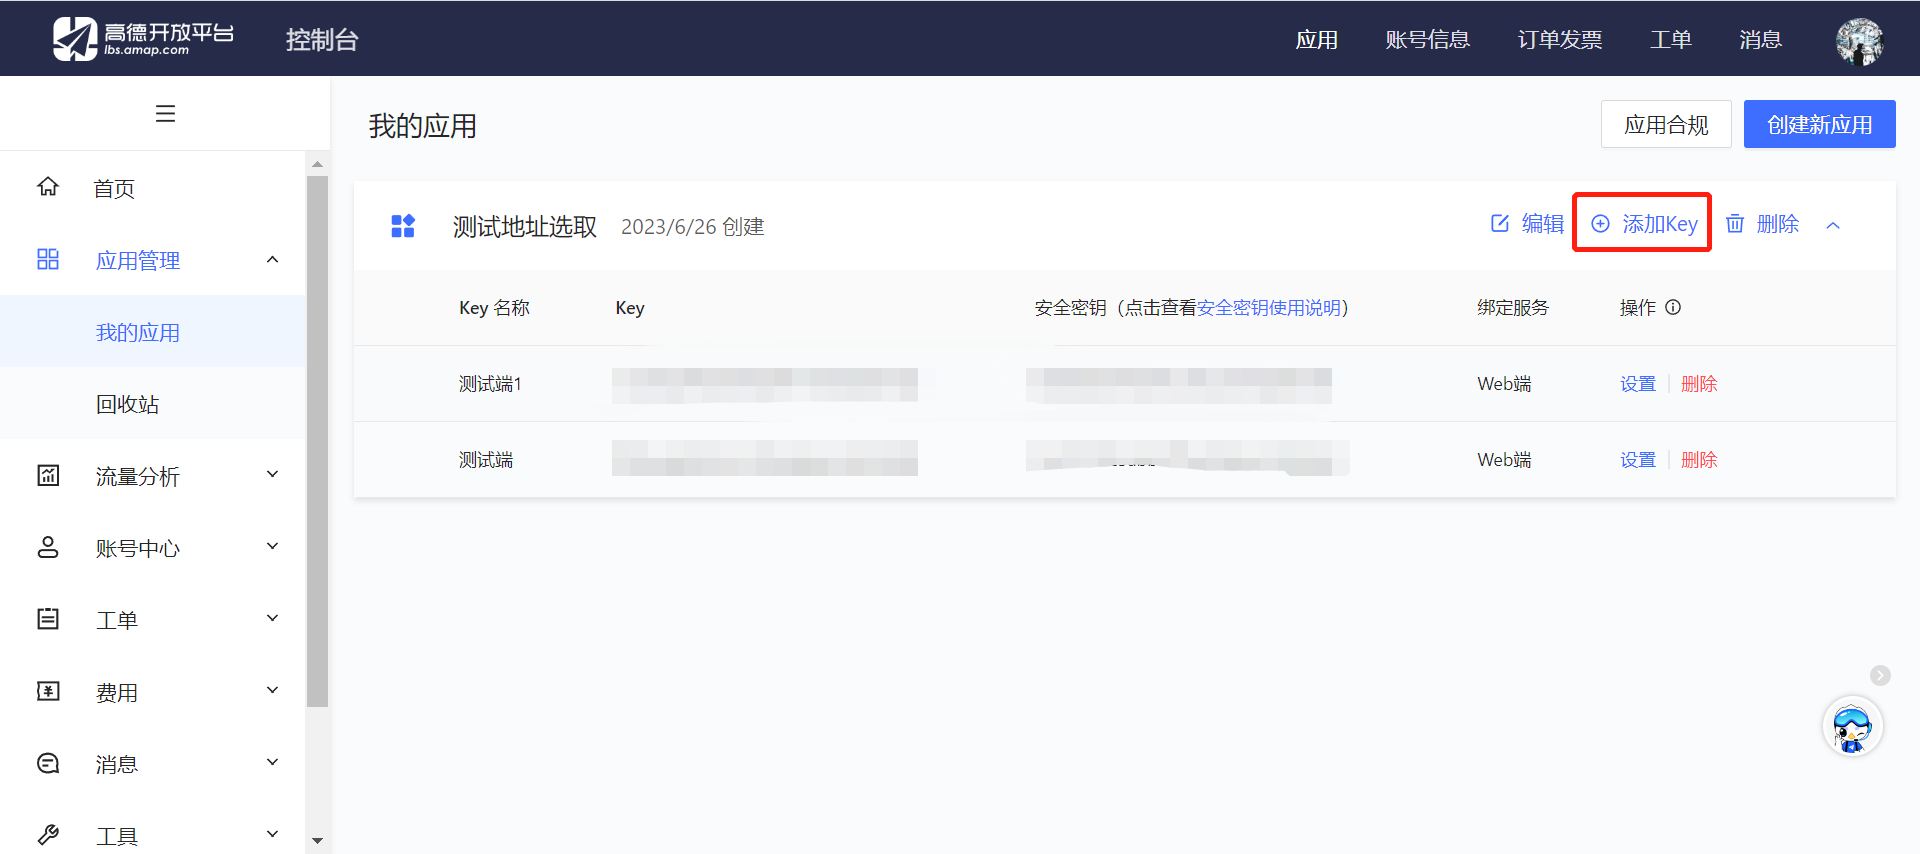 高德开放平台
lbs.amap.com
控制台
应用
账号信息
订单发票
工单
消息
我的应用
应用合规
创建新应用
首页
应用管理
我的应用
回收站
流量分析
账号中心
工单
费用
消息
工具
测试地址选取
2023/6/26 创建
编辑
添加Key
删除
Key 名称
Key
安全密钥（点击查看安全密钥使用说明）
绑定服务
操作
测试端1
Web端
设置
删除
测试端
Web端
设置
删除